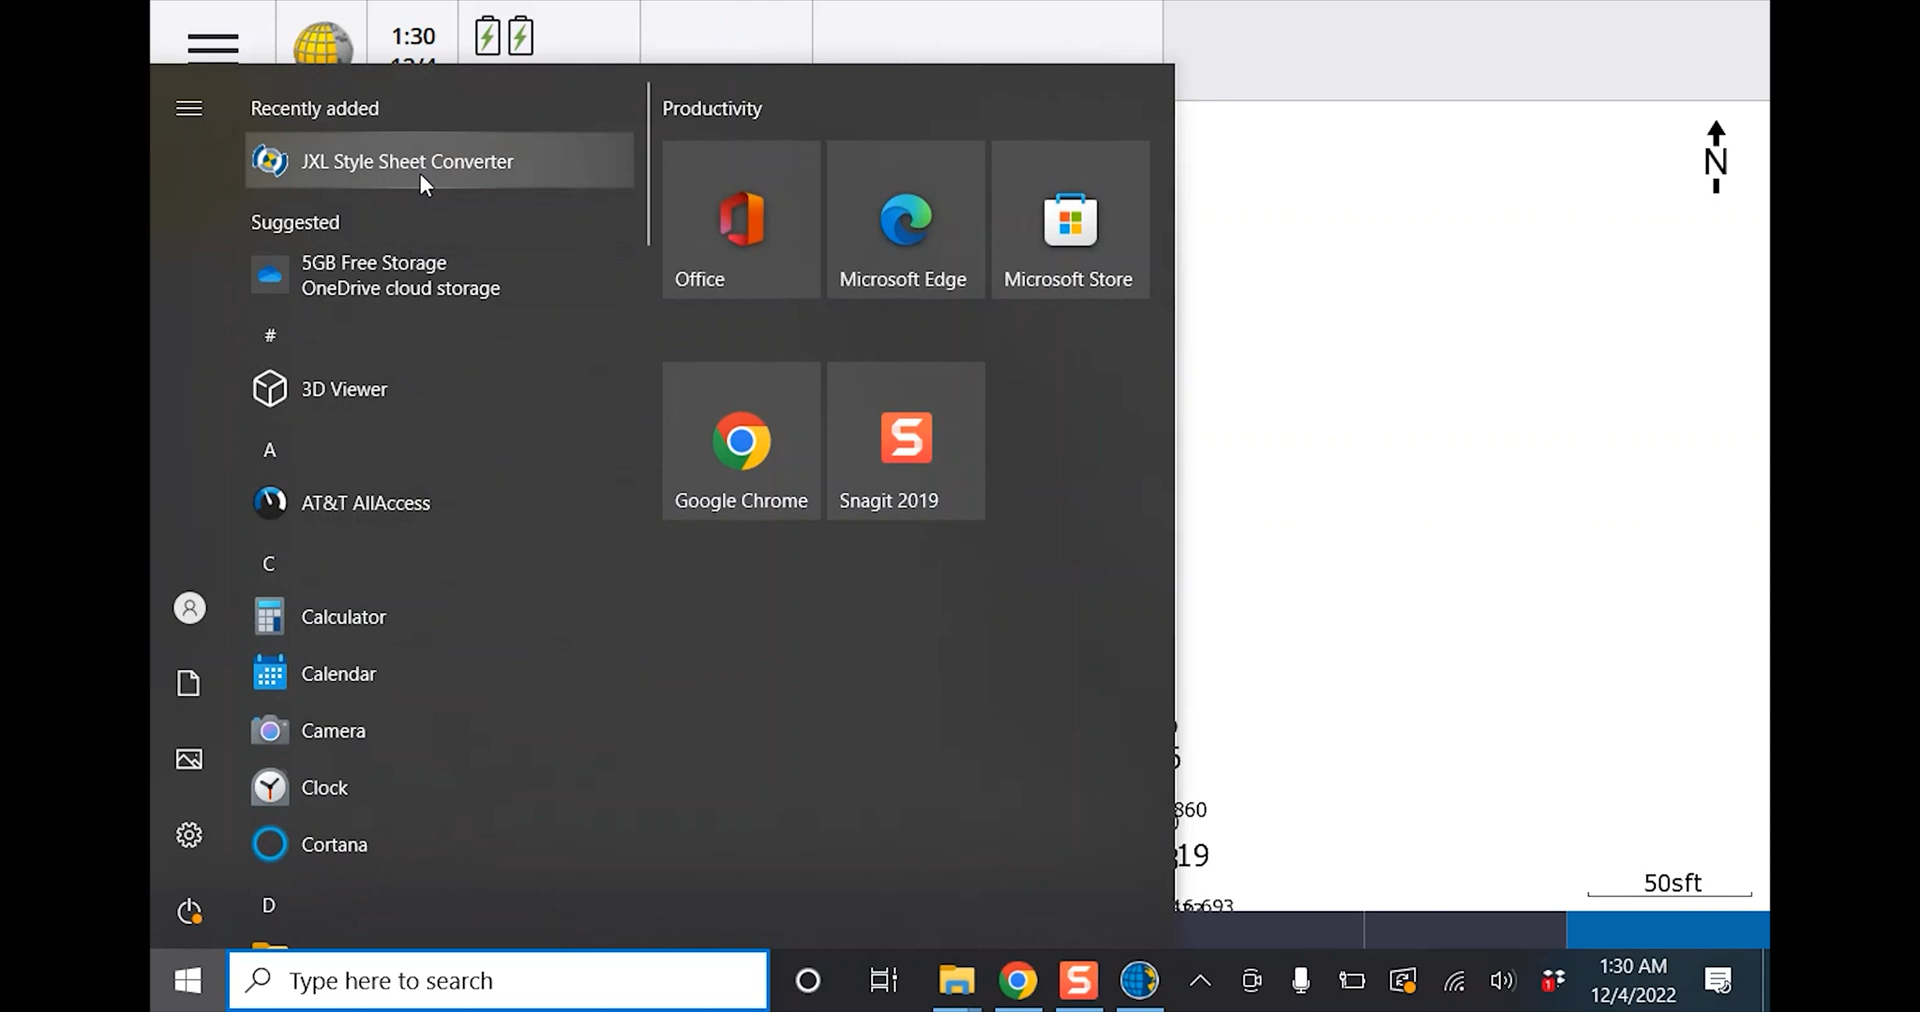 1:30
Recently added
JXL Style Sheet Converter
Suggested
5GB Free Storage
OneDrive cloud storage
#
3D Viewer
A
AT&T AllAccess
C
Calculator
Calendar
Camera
Clock
Cortana
D
Productivity
Office
Microsoft Edge
Microsoft Store
Google Chrome
Snagit 2019
N
860
19
50sft
Type here to search
1:30 AM
12/4/2022